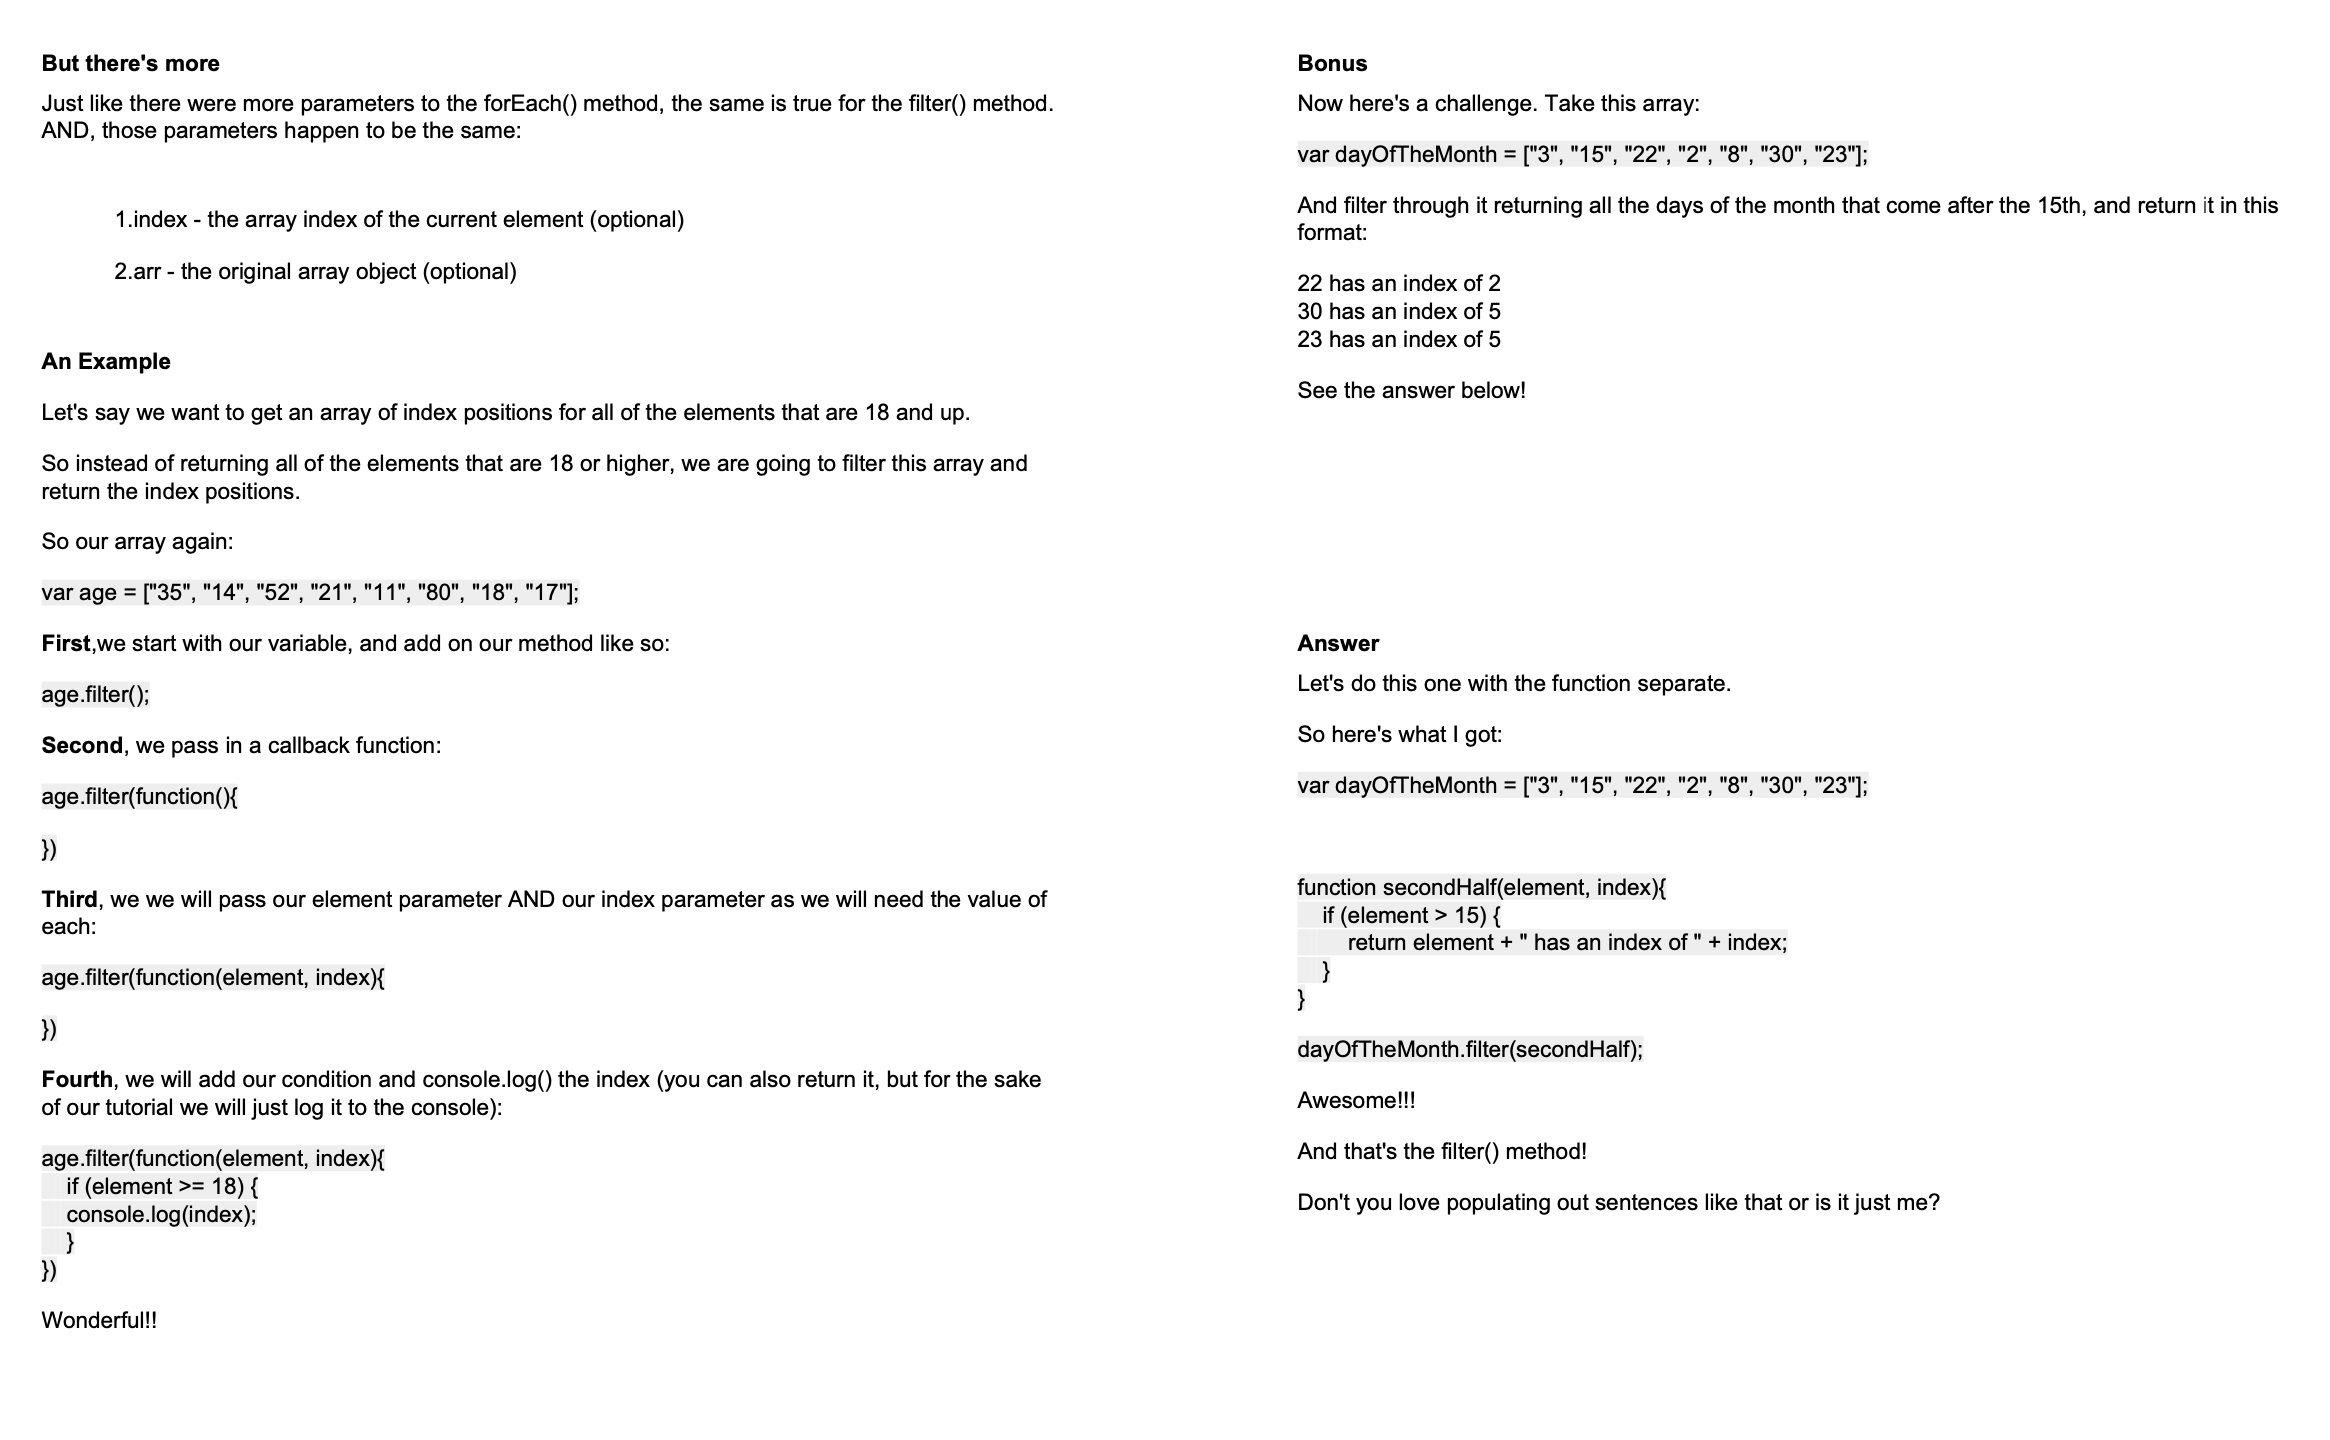 But there's more
Just like there were more parameters to the forEach() method, the same is true for the filter() method.
AND, those parameters happen to be the same:
1.index - the array index of the current element (optional)
2.arr - the original array object (optional)
An Example
Let's say we want to get an array of index positions for all of the elements that are 18 and up.
So instead of returning all of the elements that are 18 or higher, we are going to filter this array and
return the index positions.
So our array again:
var age = ["35", "14", "52", "21", "11", "80", "18", "17"];
First,we start with our variable, and add on our method like so:
age.filter();
Second, we pass in a callback function:
age.filter(function(){
})
Third, we we will pass our element parameter AND our index parameter as we will need the value of
each:
age.filter(function(element, index){
})
Fourth, we will add our condition and console.log() the index (you can also return it, but for the sake
of our tutorial we will just log it to the console):
age.filter(function(element, index){
    if (element >= 18) {
    console.log(index);
    }
})
Wonderful!!
Bonus
Now here's a challenge. Take this array:
var dayOfTheMonth = ["3", "15", "22", "2", "8", "30", "23"];
And filter through it returning all the days of the month that come after the 15th, and return it in this
format:
22 has an index of 2
30 has an index of 5
23 has an index of 5
See the answer below!
Answer
Let's do this one with the function separate.
So here's what I got:
var dayOfTheMonth = ["3", "15", "22", "2", "8", "30", "23"];
function secondHalf(element, index){
    if (element > 15) {
        return element + " has an index of " + index;
    }
}
dayOfTheMonth.filter(secondHalf);
Awesome!!!
And that's the filter() method!
Don't you love populating out sentences like that or is it just me?